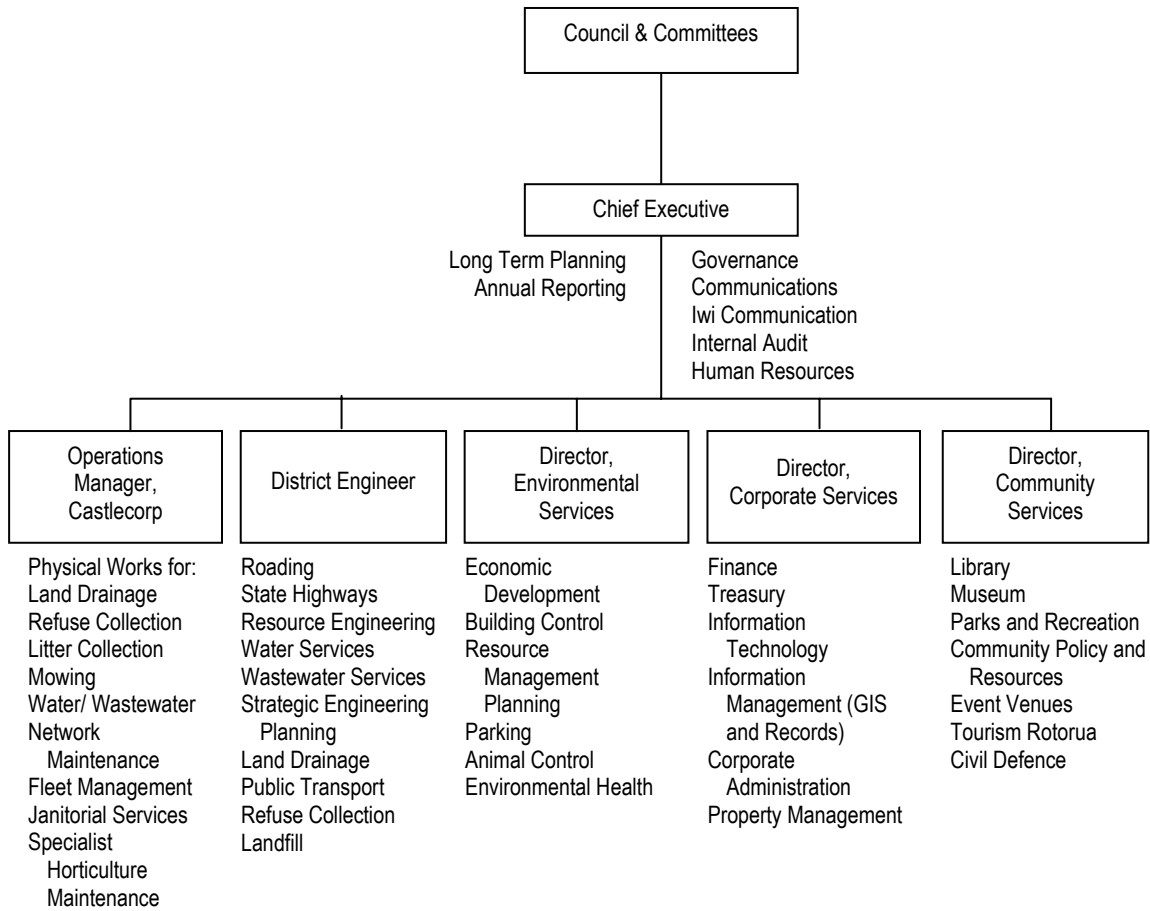 Council & Committees
Chief Executive
Long Term Planning
Annual Reporting
Governance
Communications
Iwi Communication
Internal Audit
Human Resources
Operations
Manager,
Castlecorp
Physical Works for:
Land Drainage
Refuse Collection
Litter Collection
Mowing
Water/ Wastewater
Network
Maintenance
Fleet Management
Janitorial Services
Specialist
Horticulture
Maintenance
District Engineer
Roading
State Highways
Resource Engineering
Water Services
Wastewater Services
Strategic Engineering
Planning
Land Drainage
Public Transport
Refuse Collection
Landfill
Director,
Environmental
Services
Economic
Development
Building Control
Resource
Management
Planning
Parking
Animal Control
Environmental Health
Director,
Corporate Services
Finance
Treasury
Information
Technology
Information
Management (GIS
and Records)
Corporate
Administration
Property Management
Director,
Community
Services
Library
Museum
Parks and Recreation
Community Policy and
Resources
Event Venues
Tourism Rotorua
Civil Defence